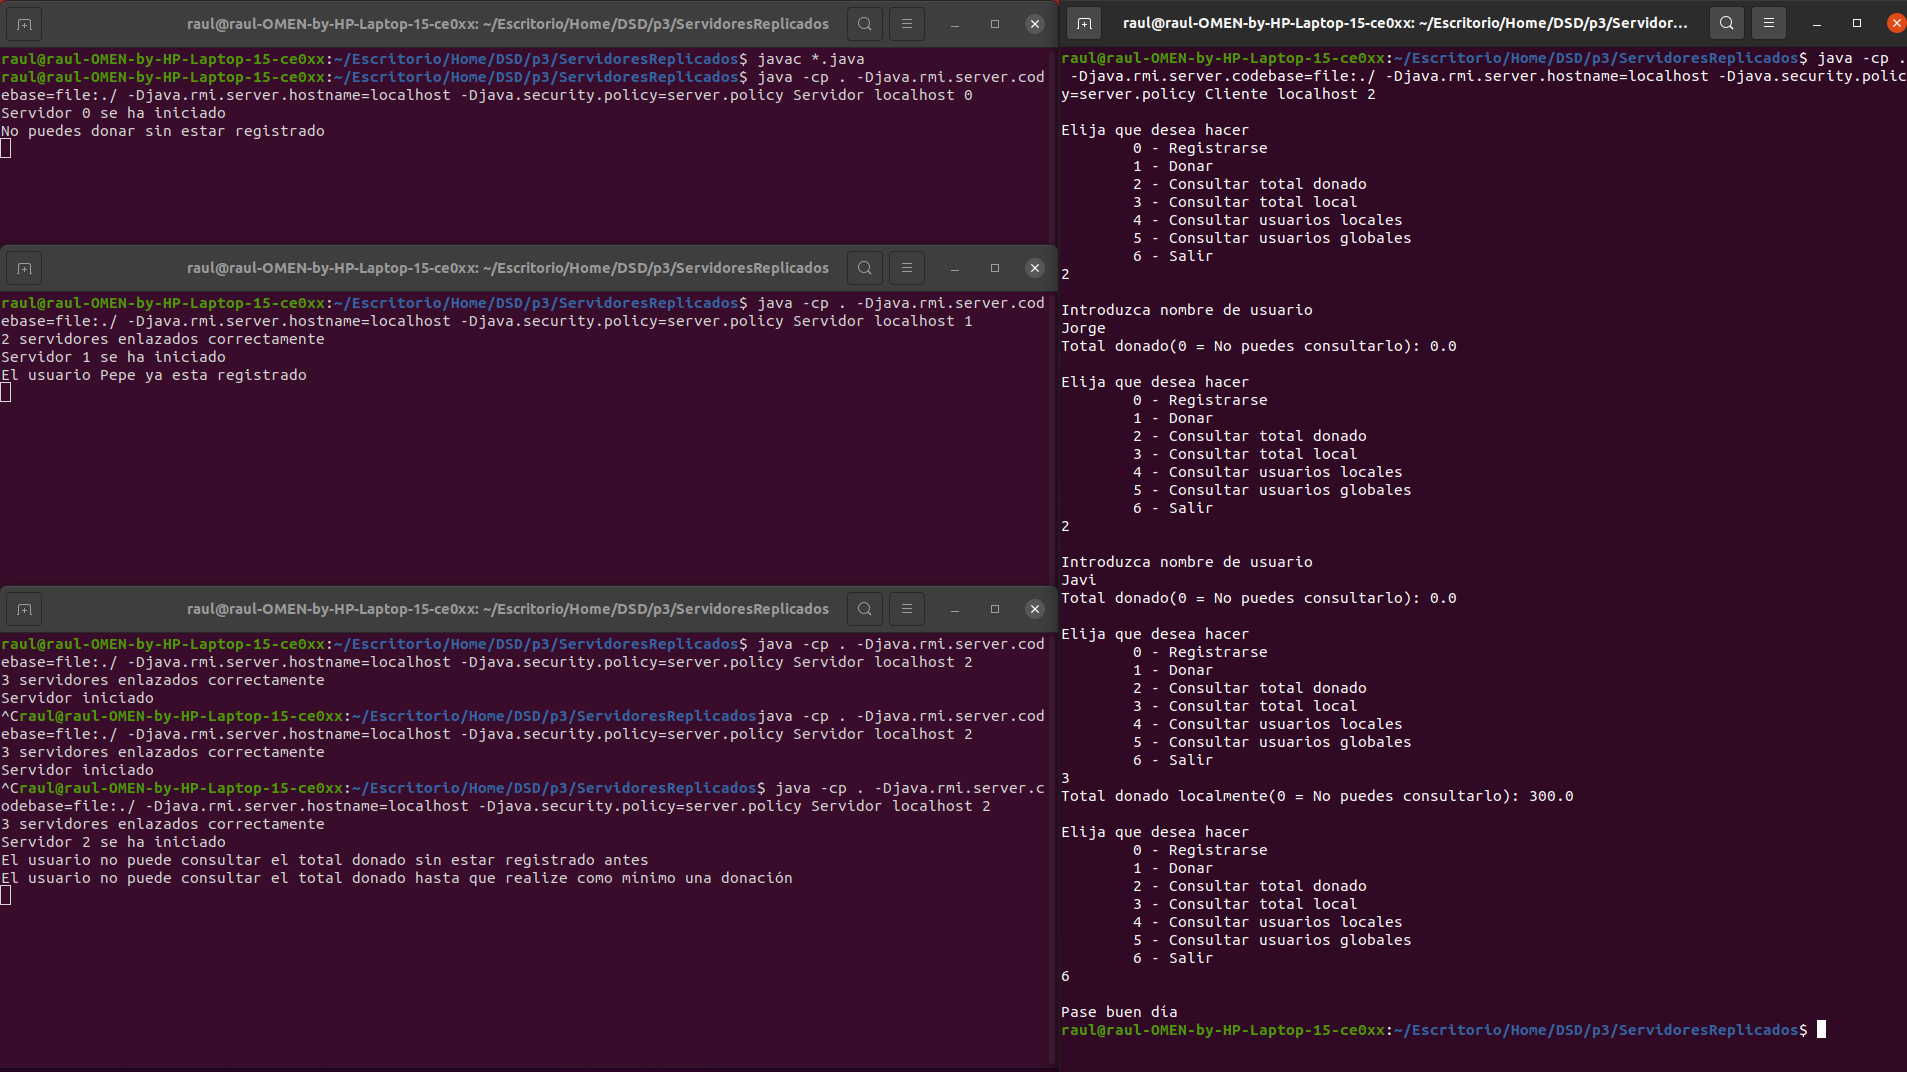 raul@raul-OMEN-by-HP-Laptop-15-ce0xx: ~/Escritorio/Home/DSD/p3/ServidoresReplicados
raul@raul-OMEN-by-HP-Laptop-15-ce0xx:~/Escritorio/Home/DSD/p3/ServidoresReplicados$ javac *.java
raul@raul-OMEN-by-HP-Laptop-15-ce0xx:~/Escritorio/Home/DSD/p3/ServidoresReplicados$ java -cp . -Djava.rmi.server.cod
ebase=file:./ -Djava.rmi.server.hostname=localhost -Djava.security.policy=server.policy Servidor localhost 0
Servidor 0 se ha iniciado
No puedes donar sin estar registrado
raul@raul-OMEN-by-HP-Laptop-15-ce0xx: ~/Escritorio/Home/DSD/p3/ServidoresReplicados
raul@raul-OMEN-by-HP-Laptop-15-ce0xx:~/Escritorio/Home/DSD/p3/ServidoresReplicados$ java -cp . -Djava.rmi.server.cod
ebase=file:./ -Djava.rmi.server.hostname=localhost -Djava.security.policy=server.policy Servidor localhost 1
2 servidores enlazados correctamente
Servidor 1 se ha iniciado
El usuario Pepe ya esta registrado
raul@raul-OMEN-by-HP-Laptop-15-ce0xx: ~/Escritorio/Home/DSD/p3/ServidoresReplicados
raul@raul-OMEN-by-HP-Laptop-15-ce0xx:~/Escritorio/Home/DSD/p3/ServidoresReplicados$ java -cp . -Djava.rmi.server.cod
ebase=file:./ -Djava.rmi.server.hostname=localhost -Djava.security.policy=server.policy Servidor localhost 2
3 servidores enlazados correctamente
Servidor iniciado
^Craul@raul-OMEN-by-HP-Laptop-15-ce0xx:~/Escritorio/Home/DSD/p3/ServidoresReplicadosjava -cp . -Djava.rmi.server.cod
ebase=file:./ -Djava.rmi.server.hostname=localhost -Djava.security.policy=server.policy Servidor localhost 2
3 servidores enlazados correctamente
Servidor iniciado
^Craul@raul-OMEN-by-HP-Laptop-15-ce0xx:~/Escritorio/Home/DSD/p3/ServidoresReplicados$ java -cp . -Djava.rmi.server.c
odebase=file:./ -Djava.rmi.server.hostname=localhost -Djava.security.policy=server.policy Servidor localhost 2
3 servidores enlazados correctamente
Servidor 2 se ha iniciado
El usuario no puede consultar el total donado sin estar registrado antes
El usuario no puede consultar el total donado hasta que realize como mínimo una donación
raul@raul-OMEN-by-HP-Laptop-15-ce0xx: ~/Escritorio/Home/DSD/p3/Servidor...
raul@raul-OMEN-by-HP-Laptop-15-ce0xx:~/Escritorio/Home/DSD/p3/ServidoresReplicados$ java -cp .
 -Djava.rmi.server.codebase=file:./ -Djava.rmi.server.hostname=localhost -Djava.security.polic
y=server.policy Cliente localhost 2
Elija que desea hacer
0 - Registrarse
1 - Donar
2 - Consultar total donado
3 - Consultar total local
4 - Consultar usuarios locales
5 - Consultar usuarios globales
6 - Salir
2
Introduzca nombre de usuario
Jorge
Total donado(0 = No puedes consultarlo): 0.0
Elija que desea hacer
0 - Registrarse
1 - Donar
2 - Consultar total donado
3 - Consultar total local
4 - Consultar usuarios locales
5 - Consultar usuarios globales
6 - Salir
2
Introduzca nombre de usuario
Javi
Total donado(0 = No puedes consultarlo): 0.0
Elija que desea hacer
0 - Registrarse
1 - Donar
2 - Consultar total donado
3 - Consultar total local
4 - Consultar usuarios locales
5 - Consultar usuarios globales
6 - Salir
3
Total donado localmente(0 = No puedes consultarlo): 300.0
Elija que desea hacer
0 - Registrarse
1 - Donar
2 - Consultar total donado
3 - Consultar total local
4 - Consultar usuarios locales
5 - Consultar usuarios globales
6 - Salir
6
Pase buen día
raul@raul-OMEN-by-HP-Laptop-15-ce0xx:~/Escritorio/Home/DSD/p3/ServidoresReplicados$